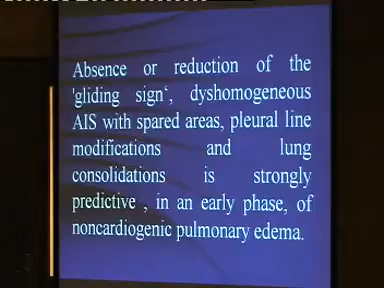 Absence or reduction of the
'gliding sign‘, dyshomogeneous
AIS with spared areas, pleural line
modifications and lung
consolidations is strongly
predictive , in an early phase, of
noncardiogenic pulmonary edema.